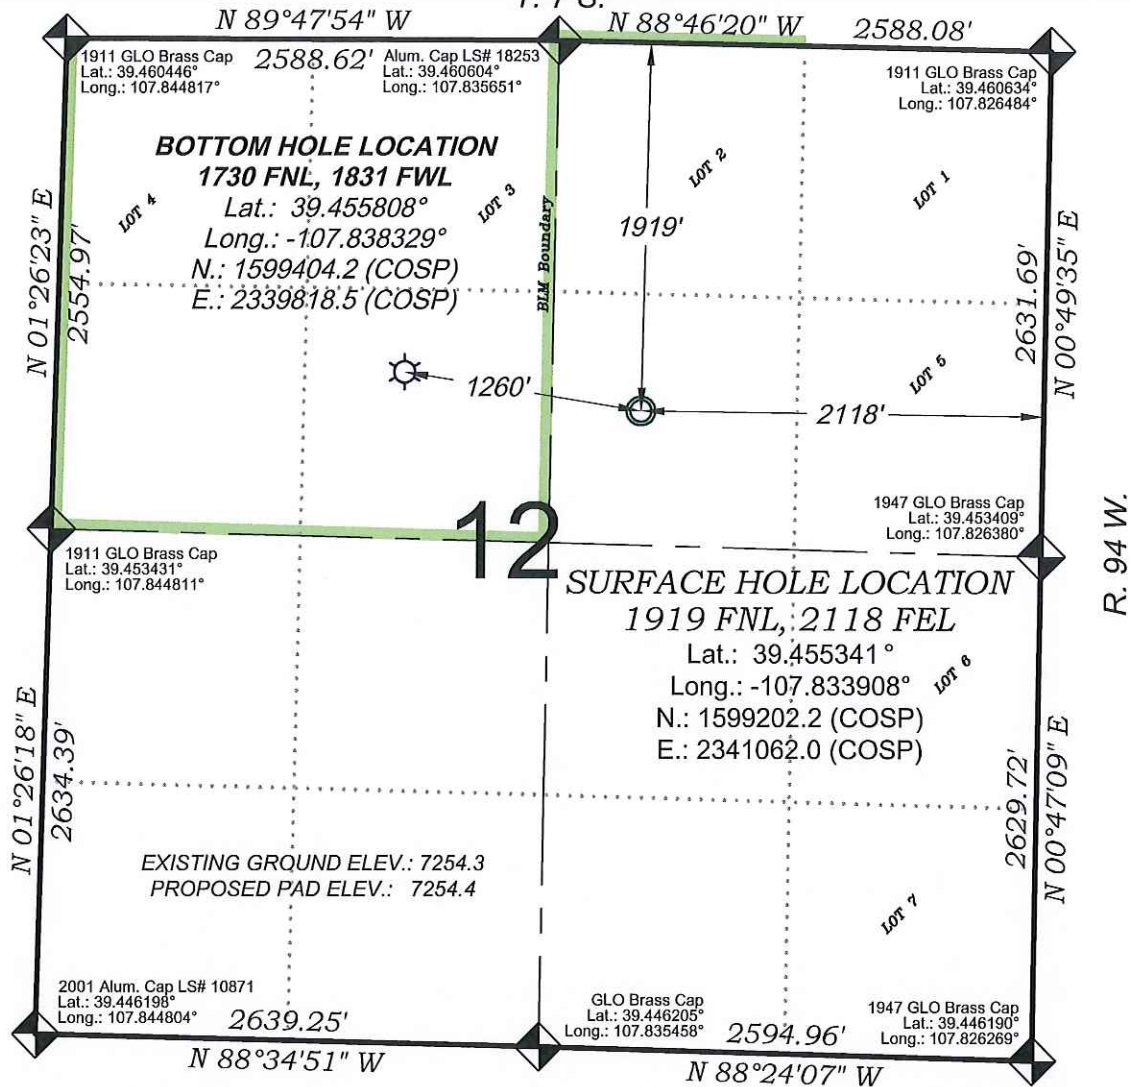 N 89°47'54" W
N 88°46'20" W
2588.08'
1911 GLO Brass Cap
Lat.: 39.460446°
Long.: 107.844817°
2588.62'
Alum. Cap LS# 18253
Lat.: 39.460604°
Long.: 107.835651°
1911 GLO Brass Cap
Lat.: 39.460634°
Long.: 107.826484°
BOTTOM HOLE LOCATION
1730 FNL, 1831 FWL
Lat.: 39.455808°
Long.: -107.838329°
N.: 1599404.2 (COSP)
E.: 2339818.5 (COSP)
LOT 4
LOT 3
LOT 2
LOT 1
N 01°26'23" E
2554.97'
BLM Boundary
1919'
2631.69'
N 00°49'35" E
1260'
LOT 5
2118'
1947 GLO Brass Cap
Lat.: 39.453409°
Long.: 107.826380°
R. 94 W.
12
1911 GLO Brass Cap
Lat.: 39.453431°
Long.: 107.844811°
SURFACE HOLE LOCATION
1919 FNL, 2118 FEL
Lat.: 39.455341°
Long.: -107.833908°
N.: 1599202.2 (COSP)
E.: 2341062.0 (COSP)
LOT 6
N 01°26'18" E
2634.39'
2629.72'
N 00°47'09" E
EXISTING GROUND ELEV.: 7254.3
PROPOSED PAD ELEV.: 7254.4
LOT 7
2001 Alum. Cap LS# 10871
Lat.: 39.446198°
Long.: 107.844804°
2639.25'
GLO Brass Cap
Lat.: 39.446205°
Long.: 107.835458°
2594.96'
1947 GLO Brass Cap
Lat.: 39.446190°
Long.: 107.826269°
N 88°34'51" W
N 88°24'07" W